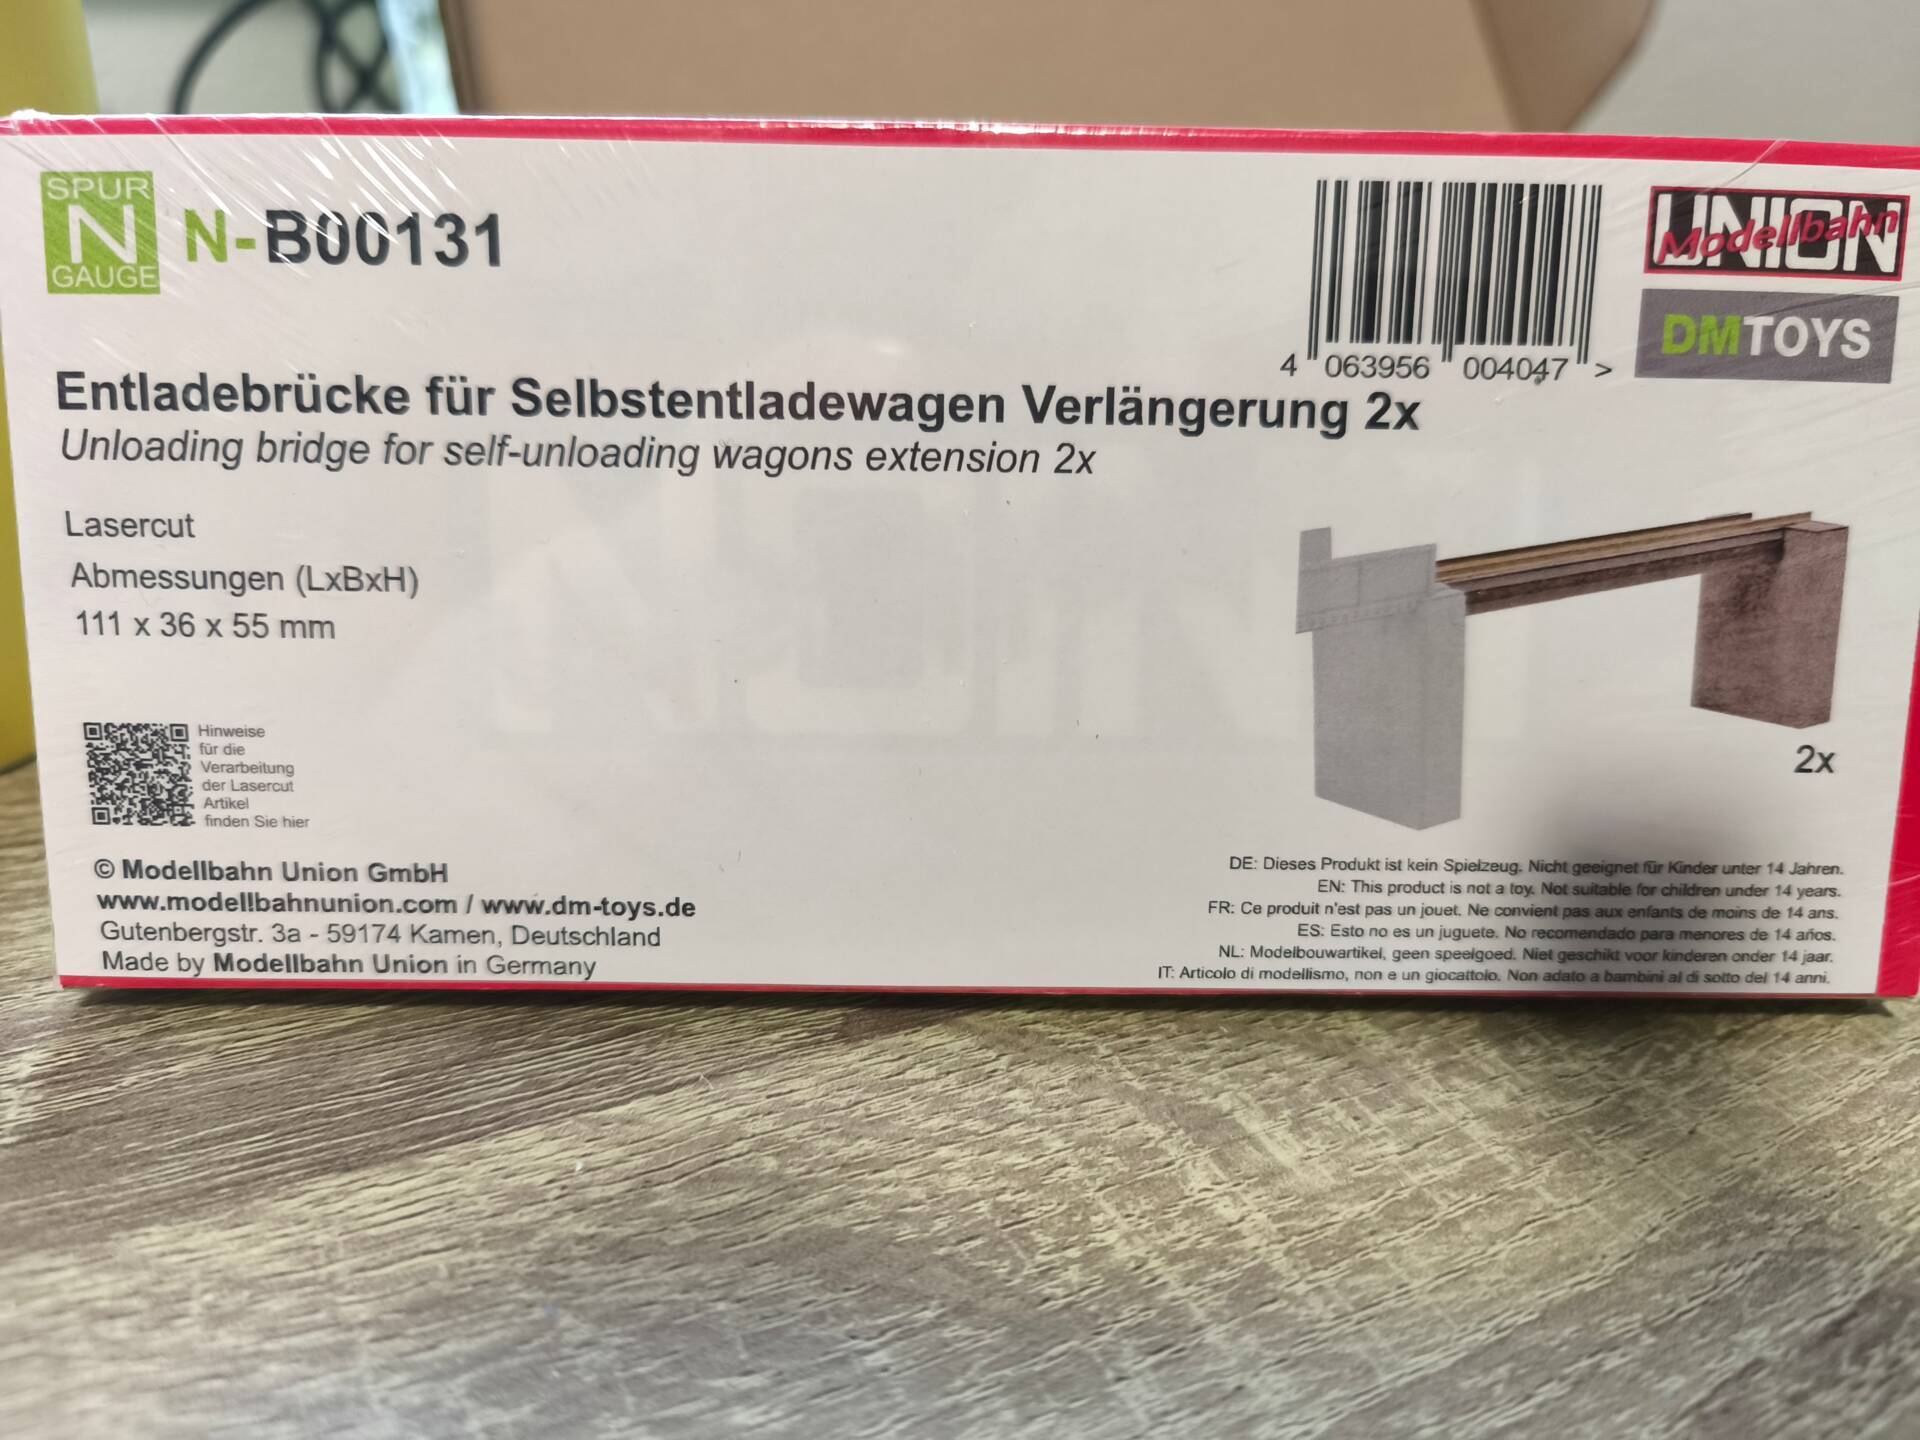 SPUR
N
GAUGE
N-B00131
4 063956 004047 >
UNION
Modellbahn
DMTOYS
Entladebrücke für Selbstentladewagen Verlängerung 2x
Unloading bridge for self-unloading wagons extension 2x
Lasercut
Abmessungen (LxBxH)
111 x 36 x 55 mm
2x
Hinweise
für die
Verarbeitung
der Lasercut
Artikel
finden Sie hier
© Modellbahn Union GmbH
www.modellbahnunion.com / www.dm-toys.de
Gutenbergstr. 3a - 59174 Kamen, Deutschland
Made by Modellbahn Union in Germany
DE: Dieses Produkt ist kein Spielzeug. Nicht geeignet für Kinder unter 14 Jahren.
EN: This product is not a toy. Not suitable for children under 14 years.
FR: Ce produit n'est pas un jouet. Ne convient pas aux enfants de moins de 14 ans.
ES: Esto no es un juguete. No recomendado para menores de 14 años.
NL: Modelbouwartikel, geen speelgoed. Niet geschikt voor kinderen onder 14 jaar.
IT: Articolo di modellismo, non e un giocattolo. Non adato a bambini al di sotto del 14 anni.